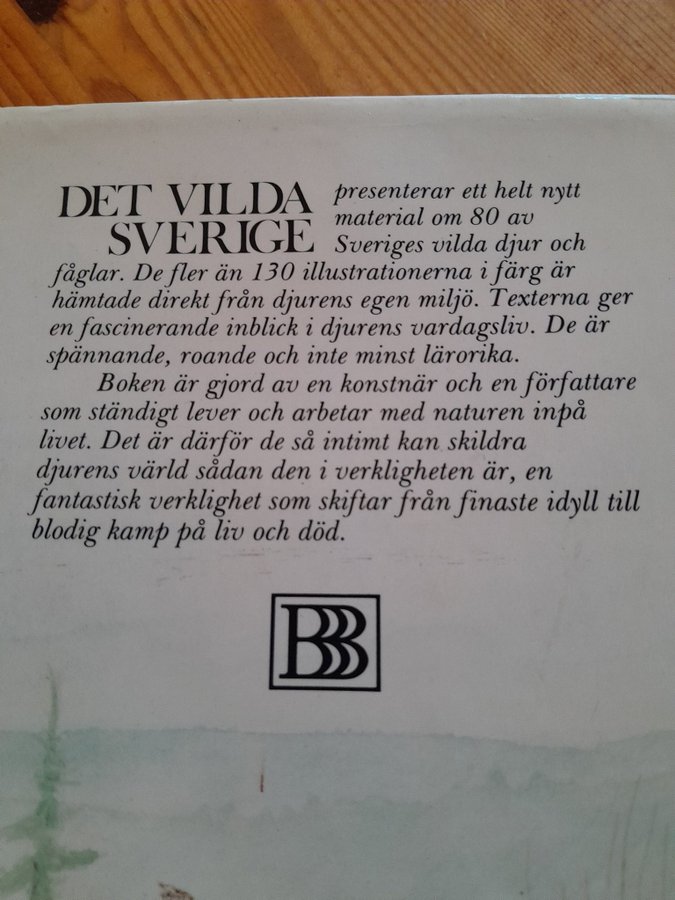 DET VILDA presenterar ett helt nytt
SVERIGE material om 80 av
Sveriges vilda djur och
fåglar. De fler än 130 illustrationerna i färg är
hämtade direkt från djurens egen miljö. Texterna ger
en fascinerande inblick i djurens vardagsliv. De är
spännande, roande och inte minst lärorika.
Boken är gjord av en konstnär och en författare
som ständigt lever och arbetar med naturen inpå
livet. Det är därför de så intimt kan skildra
djurens värld sådan den i verkligheten är, en
fantastisk verklighet som skiftar från finaste idyll till
blodig kamp på liv och död.
BBB